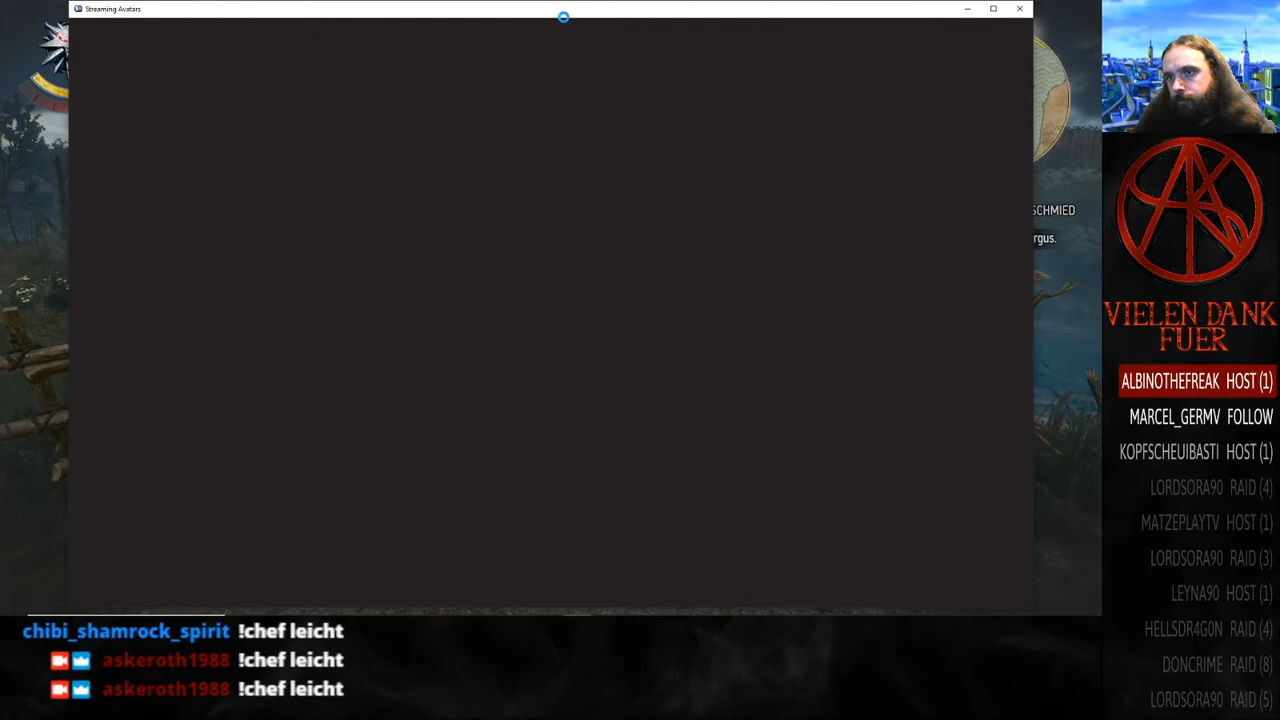 Streaming Avatars
SCHMIED
rgus.
VIELEN DANK
FUER
ALBINOTHEFREAK HOST (1)
MARCEL_GERMV FOLLOW
KOPFSCHEUIBASTI HOST (1)
LORDSORA90 RAID (4)
MATZEPLAYTV HOST (1)
LORDSORA90 RAID (3)
LEYNA90 HOST (1)
HELLSDR4G0N RAID (4)
DONCRIME RAID (8)
LORDSORA90 RAID (5)
chibi_shamrock_spirit !chef leicht
askeroth1988 !chef leicht
askeroth1988 !chef leicht